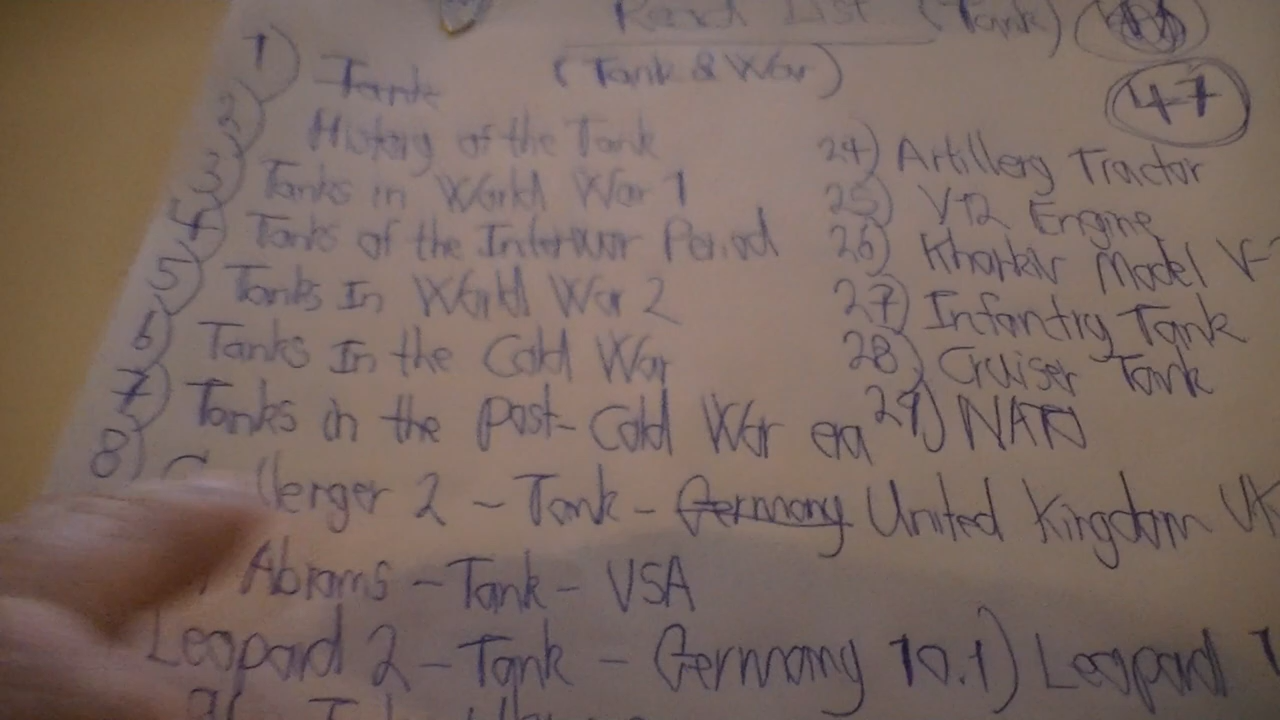 Read List (Tank)
(Tank & War)
47
1) Tank
2) History of the Tank
3) Tanks in World War 1
4) Tanks of the Interwar Period
5) Tanks In World War 2
6) Tanks In the Cold War
7) Tanks in the post-Cold War era
8) llenger 2 - Tank - Germany United Kingdom UK
Abrams - Tank - USA
Leopard 2 - Tank - Germany 10.1) Leopard 1
24) Artillery Tractor
25) V12 Engine
26) Kharkiv Model V-
27) Infantry Tank
28) Cruiser Tank
29) NATO